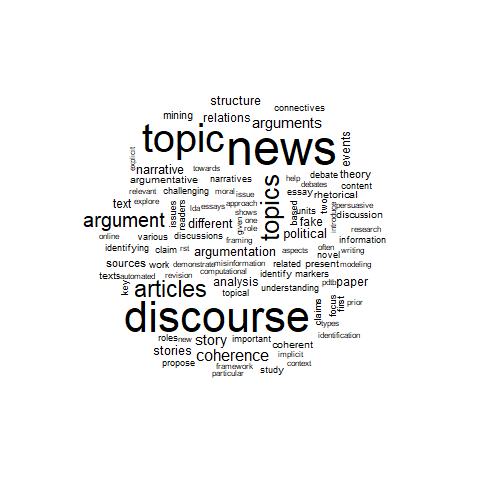 structure
connectives
mining
relations
arguments
topic
news
explicit
events
narrative
towards
help
debate
theory
argumentative
narratives
debates
content
relevant
challenging
moral
issue
essay
rhetorical
text
explore
lda
essays
approach
topics
based
units
two
persuasive
argument
issues
readers
different
shows
given
one
role
fake
introduce
discussion
online
various
discussions
framing
political
research
identifying
claim
rst
argumentation
aspects
often
information
novel
writing
sources
work
demonstrate
misinformation
related
present
modeling
texts
automated
revision
computational
identify
markers
key
articles
analysis
understanding
pdtb
paper
topical
discourse
claims
focus
first
prior
types
roles
new
story
important
identification
stories
coherence
coherent
implicit
propose
framework
context
particular
study